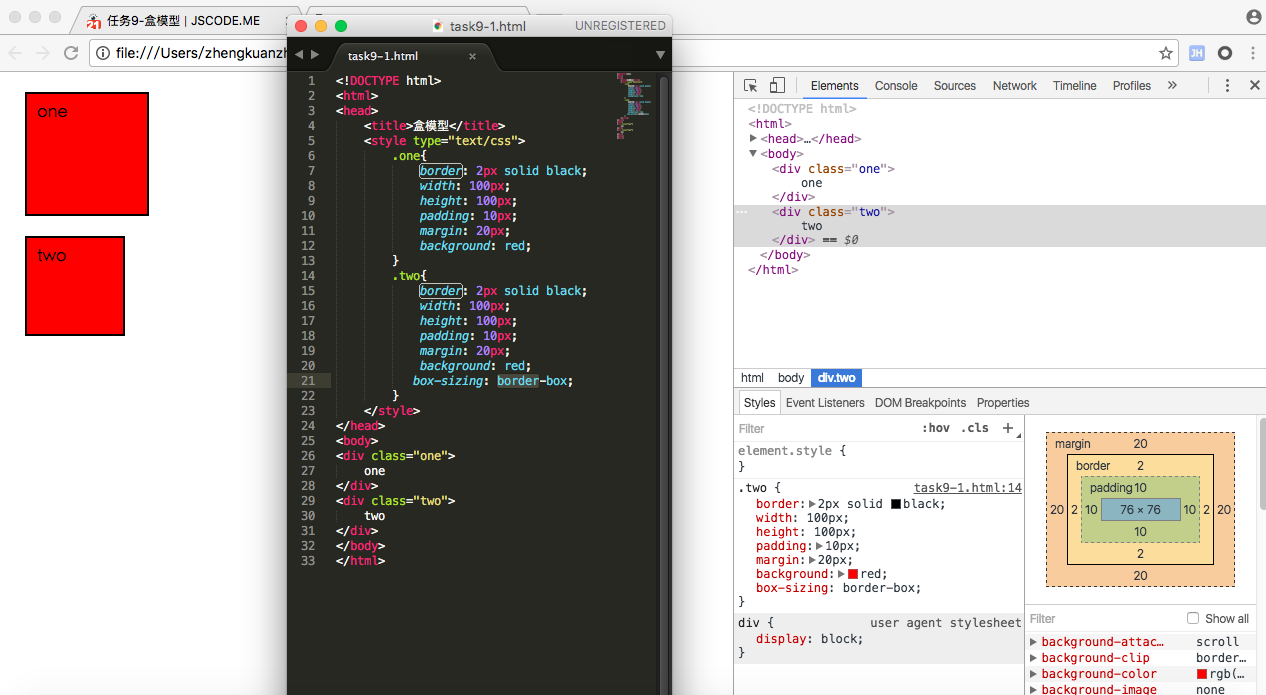 任务9-盒模型 | JSCODE.ME
file:///Users/zhengkuanzh
JH
one
two
task9-1.html
UNREGISTERED
task9-1.html
1 <!DOCTYPE html>
2 <html>
3 <head>
4 <title>盒模型</title>
5 <style type="text/css">
6 .one{
7 border: 2px solid black;
8 width: 100px;
9 height: 100px;
10 padding: 10px;
11 margin: 20px;
12 background: red;
13 }
14 .two{
15 border: 2px solid black;
16 width: 100px;
17 height: 100px;
18 padding: 10px;
19 margin: 20px;
20 background: red;
21 box-sizing: border-box;
22 }
23 </style>
24 </head>
25 <body>
26 <div class="one">
27 one
28 </div>
29 <div class="two">
30 two
31 </div>
32 </body>
33 </html>
Elements Console Sources Network Timeline Profiles »
<!DOCTYPE html>
<html>
<head>…</head>
<body>
<div class="one">
one
</div>
<div class="two">
two
</div> == $0
</body>
</html>
html body div.two
Styles Event Listeners DOM Breakpoints Properties
Filter :hov .cls +
element.style {
}
.two { task9-1.html:14
border: 2px solid black;
width: 100px;
height: 100px;
padding: 10px;
margin: 20px;
background: red;
box-sizing: border-box;
}
div { user agent stylesheet
display: block;
}
margin 20
border 2
padding 10
20 2 10 76 × 76 10 2 20
10
2
20
Filter Show all
background-attac… scroll
background-clip border…
background-color rgb(…
background-image none